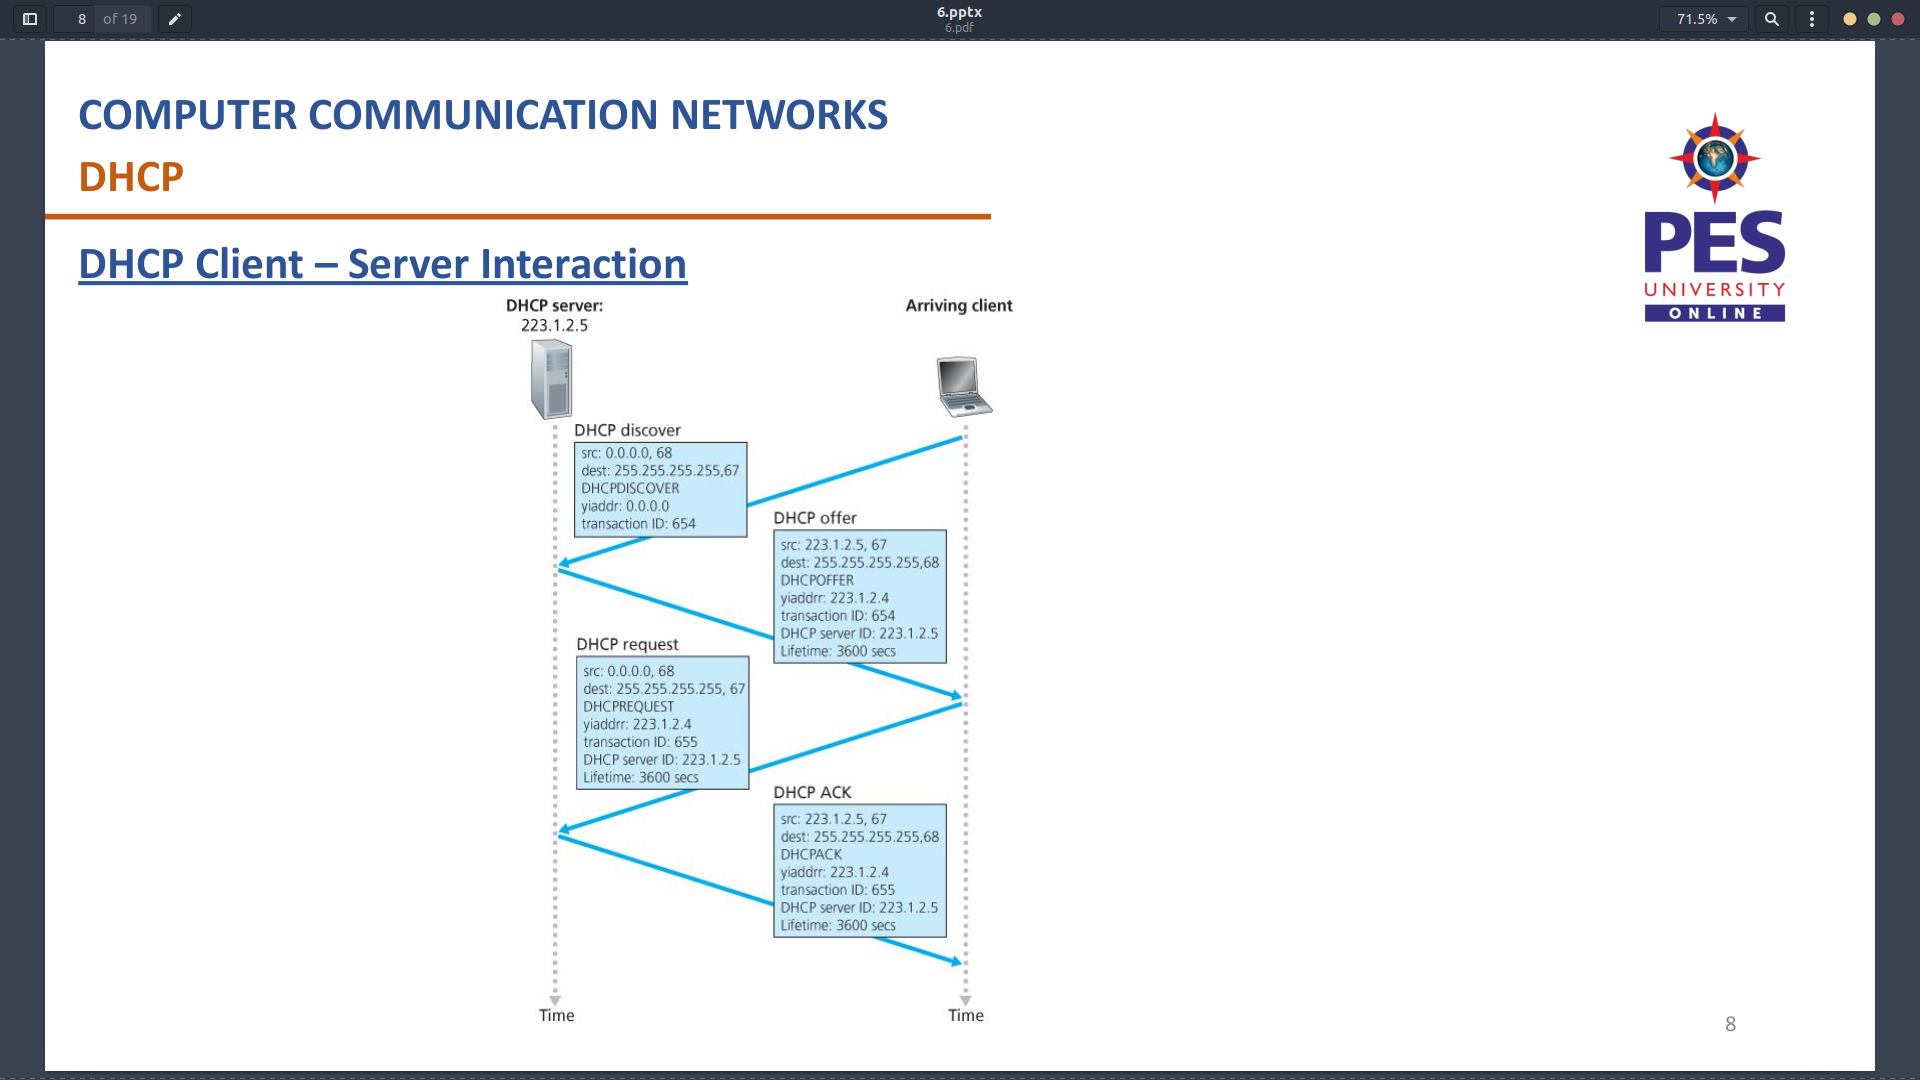 8 of 19
6.pptx
6.pdf
71.5%
COMPUTER COMMUNICATION NETWORKS
DHCP
PES
UNIVERSITY
ONLINE
DHCP Client – Server Interaction
DHCP server:
223.1.2.5
Arriving client
DHCP discover
src: 0.0.0.0, 68
dest: 255.255.255.255,67
DHCPDISCOVER
yiaddr: 0.0.0.0
transaction ID: 654
DHCP offer
src: 223.1.2.5, 67
dest: 255.255.255.255,68
DHCPOFFER
yiaddrr: 223.1.2.4
transaction ID: 654
DHCP server ID: 223.1.2.5
Lifetime: 3600 secs
DHCP request
src: 0.0.0.0, 68
dest: 255.255.255.255, 67
DHCPREQUEST
yiaddrr: 223.1.2.4
transaction ID: 655
DHCP server ID: 223.1.2.5
Lifetime: 3600 secs
DHCP ACK
src: 223.1.2.5, 67
dest: 255.255.255.255,68
DHCPACK
yiaddrr: 223.1.2.4
transaction ID: 655
DHCP server ID: 223.1.2.5
Lifetime: 3600 secs
Time
Time
8